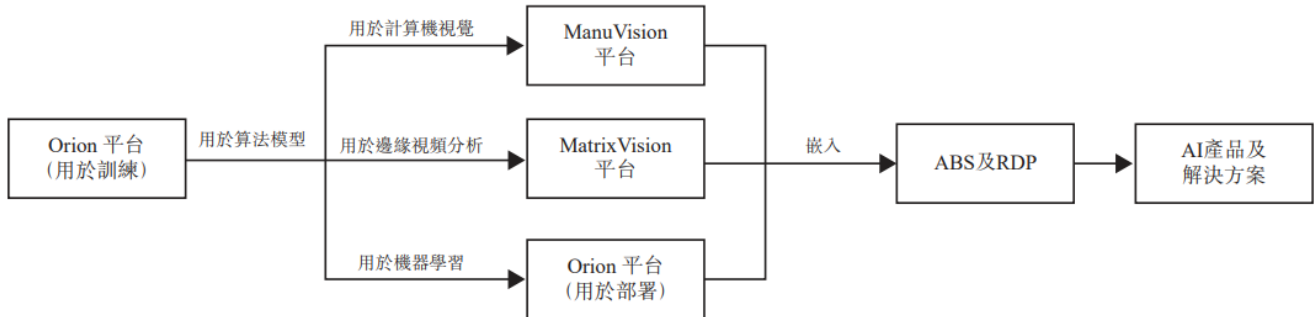 Orion 平台
（用於訓練）
用於算法模型
用於計算機視覺
ManuVision
平台
用於邊緣視頻分析
MatrixVision
平台
用於機器學習
Orion 平台
（用於部署）
嵌入
ABS及RDP
AI產品及
解決方案